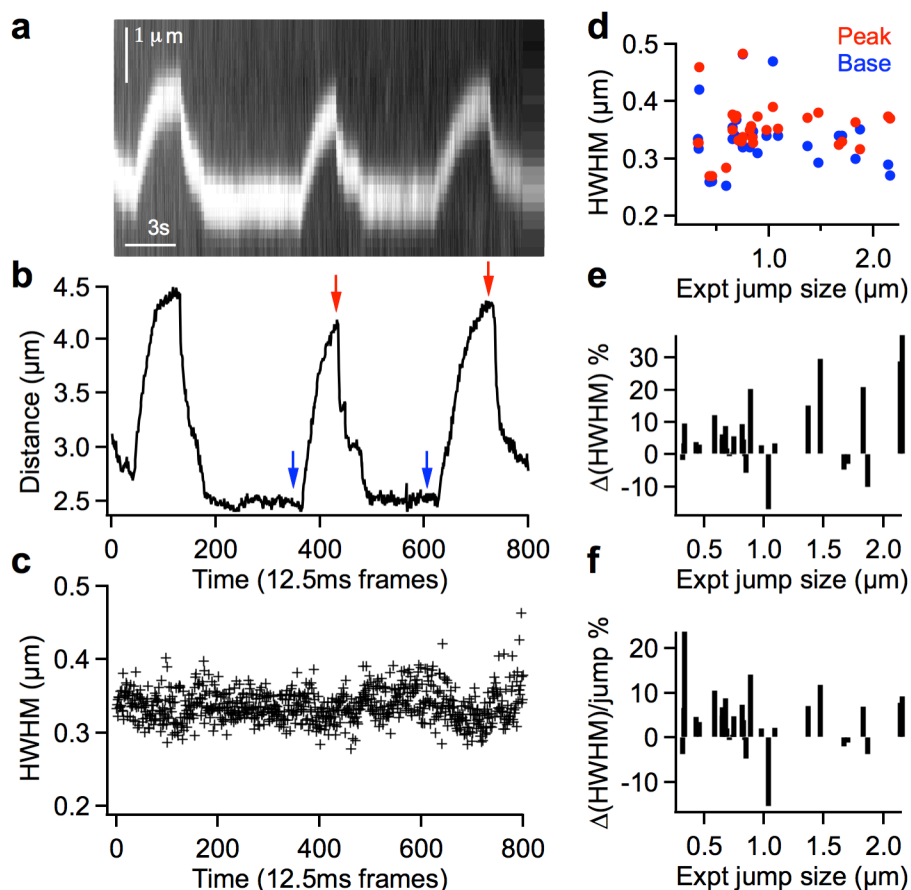 a
1 μm
3s
b
4.5
4.0
3.0
2.5
Distance (μm)
0
200
400
600
800
Time (12.5ms frames)
c
0.5
0.4
0.3
0.2
HWHM (μm)
0
200
400
600
800
Time (12.5ms frames)
d
Peak
Base
0.5
0.4
0.3
0.2
HWHM (μm)
1.0
2.0
Expt jump size (μm)
e
30
20
10
0
-10
Δ(HWHM) %
0.5
1.0
1.5
2.0
Expt jump size (μm)
f
20
10
0
-10
Δ(HWHM)/jump %
0.5
1.0
1.5
2.0
Expt jump size (μm)